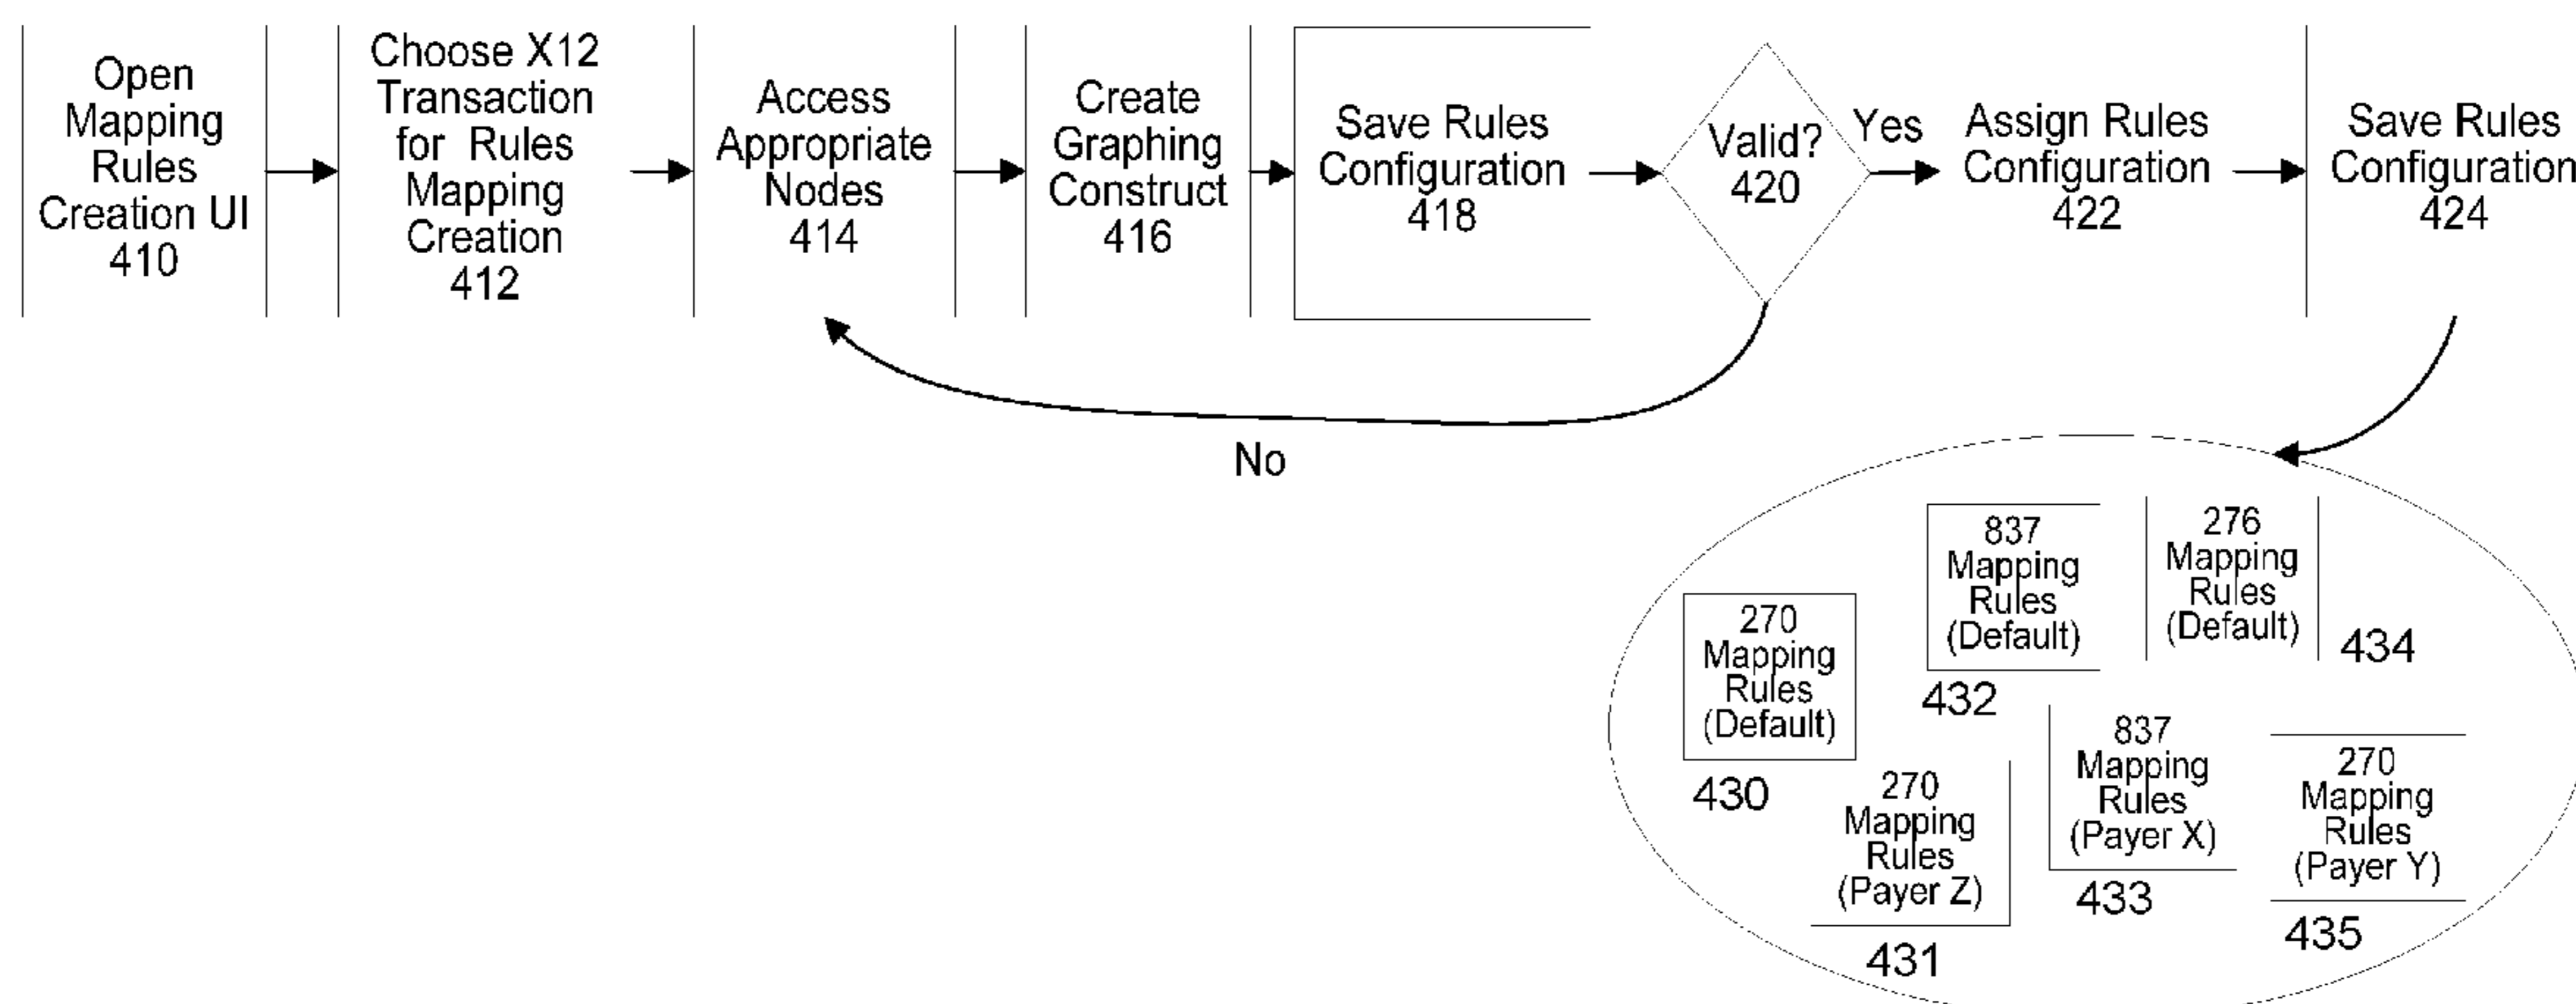 Open
Mapping
Rules
Creation UI
410
Choose X12
Transaction
for Rules
Mapping
Creation
412
Access
Appropriate
Nodes
414
Create
Graphing
Construct
416
Save Rules
Configuration
418
Valid?
420
Yes
Assign Rules
Configuration
422
Save Rules
Configuration
424
No
837
Mapping
Rules
(Default)
432
276
Mapping
Rules
(Default)
434
270
Mapping
Rules
(Default)
430
270
Mapping
Rules
(Payer Z)
431
837
Mapping
Rules
(Payer X)
433
270
Mapping
Rules
(Payer Y)
435